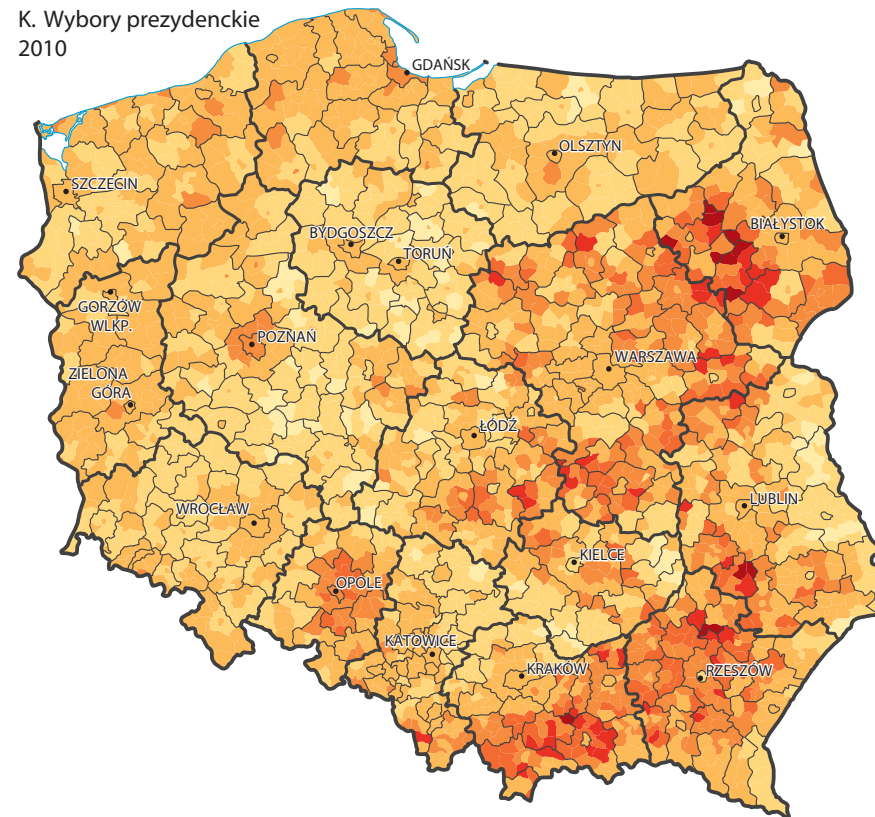 K. Wybory prezydenckie
2010
GDAŃSK
OLSZTYN
SZCZECIN
BIAŁYSTOK
BYDGOSZCZ
TORUŃ
GORZÓW
WLKP.
POZNAŃ
WARSZAWA
ZIELONA
GÓRA
ŁÓDŹ
LUBLIN
WROCŁAW
KIELCE
OPOLE
KATOWICE
KRAKÓW
RZESZÓW